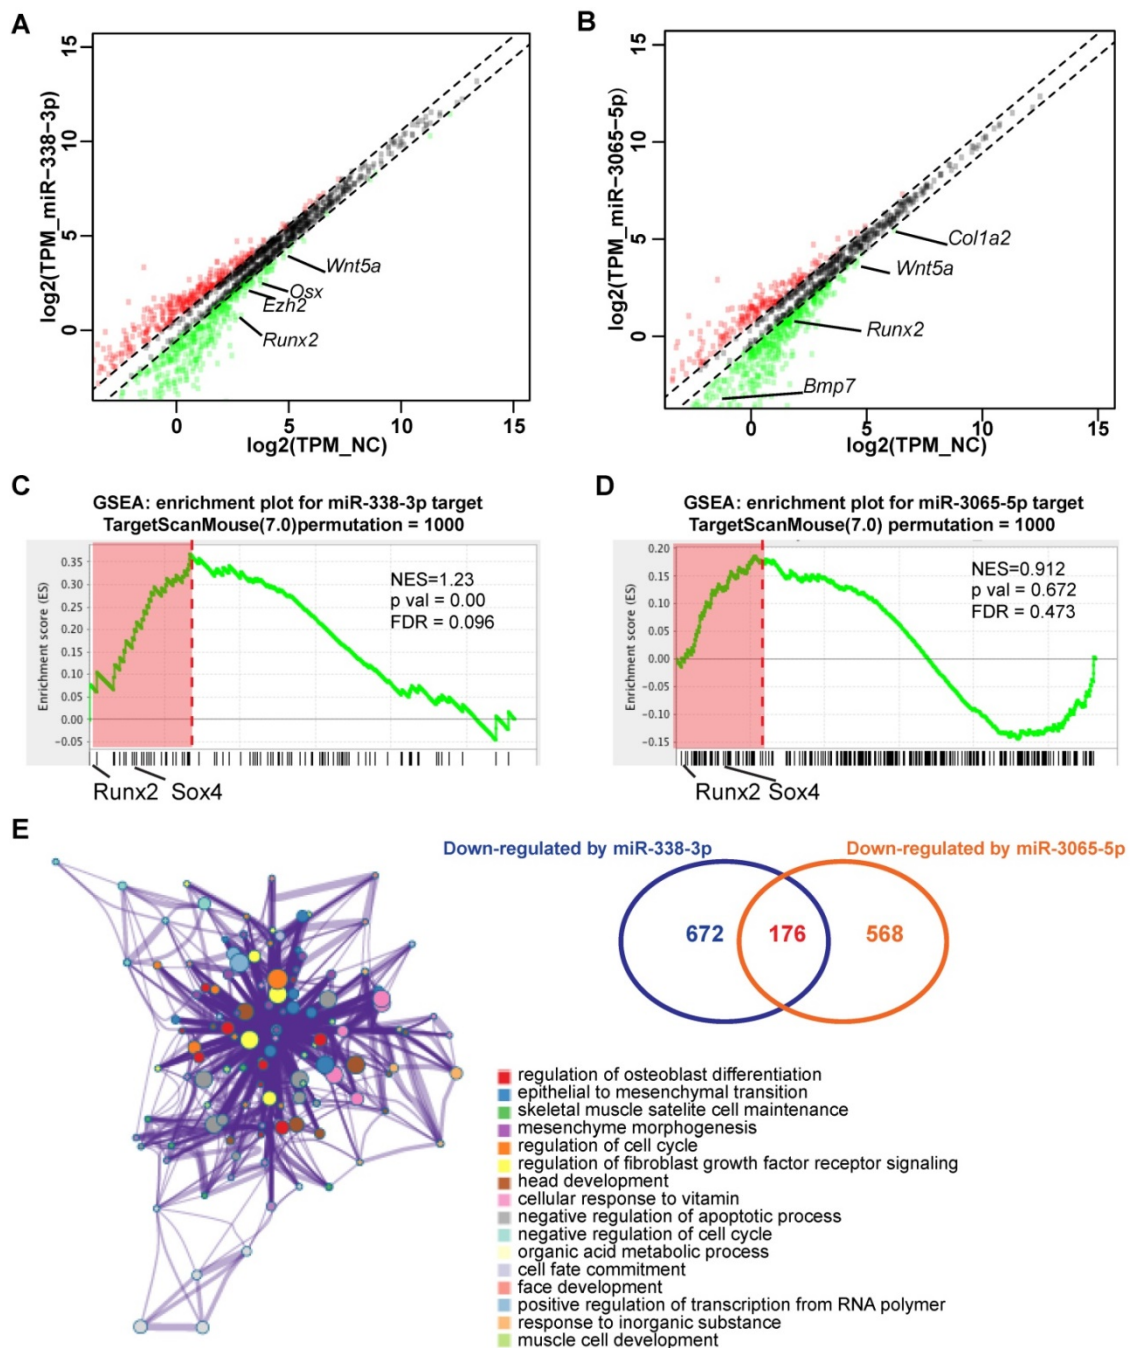 A
log2(TPM_miR-338-3p)
15
10
5
0
Wnt5a
Osx
Ezh2
Runx2
0 5 10 15
log2(TPM_NC)
B
log2(TPM_miR-3065-5p)
15
10
5
0
Col1a2
Wnt5a
Runx2
Bmp7
0 5 10 15
log2(TPM_NC)
C
GSEA: enrichment plot for miR-338-3p target
TargetScanMouse(7.0)permutation = 1000
Enrichment score (ES)
0.35
0.30
0.25
0.20
0.15
0.10
0.05
0.00
-0.05
NES=1.23
p val = 0.00
FDR = 0.096
Runx2 Sox4
D
GSEA: enrichment plot for miR-3065-5p target
TargetScanMouse(7.0) permutation = 1000
Enrichment score (ES)
0.20
0.15
0.10
0.05
0.00
-0.05
-0.10
-0.15
NES=0.912
p val = 0.672
FDR = 0.473
Runx2 Sox4
E
Down-regulated by miR-338-3p
Down-regulated by miR-3065-5p
672 176 568
regulation of osteoblast differentiation
epithelial to mesenchymal transition
skeletal muscle satelite cell maintenance
mesenchyme morphogenesis
regulation of cell cycle
regulation of fibroblast growth factor receptor signaling
head development
cellular response to vitamin
negative regulation of apoptotic process
negative regulation of cell cycle
organic acid metabolic process
cell fate commitment
face development
positive regulation of transcription from RNA polymer
response to inorganic substance
muscle cell development